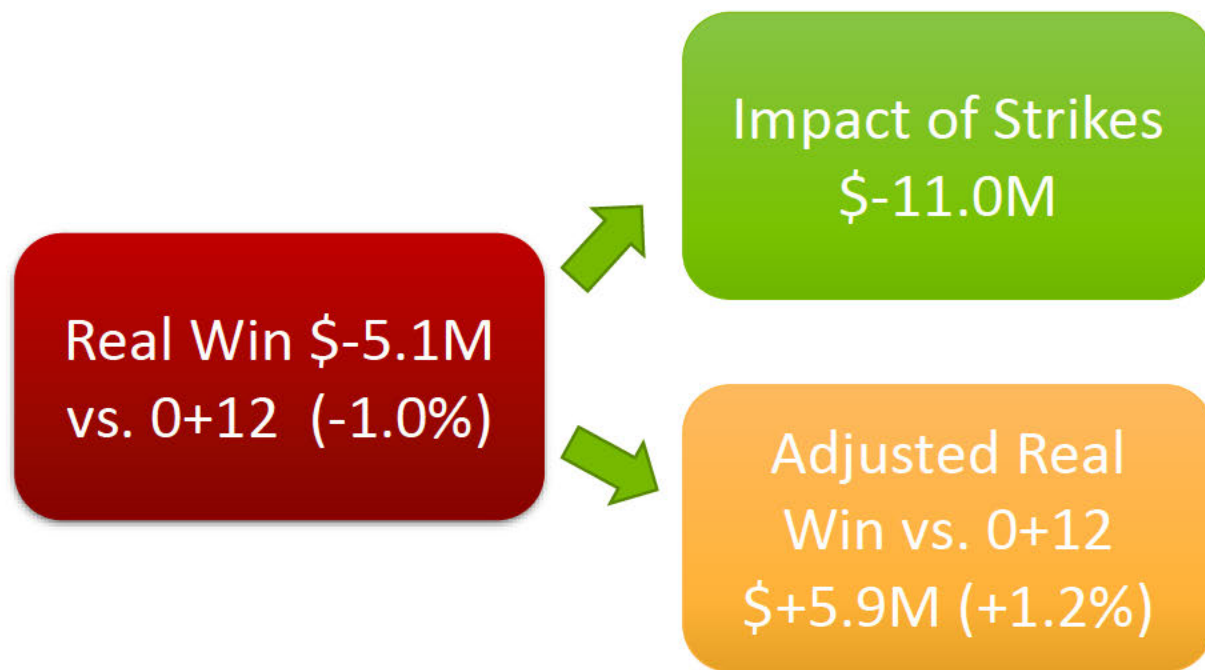 Impact of Strikes
$-11.0M
Real Win $-5.1M
vs. 0+12 (-1.0%)
Adjusted Real
Win vs. 0+12
$+5.9M (+1.2%)